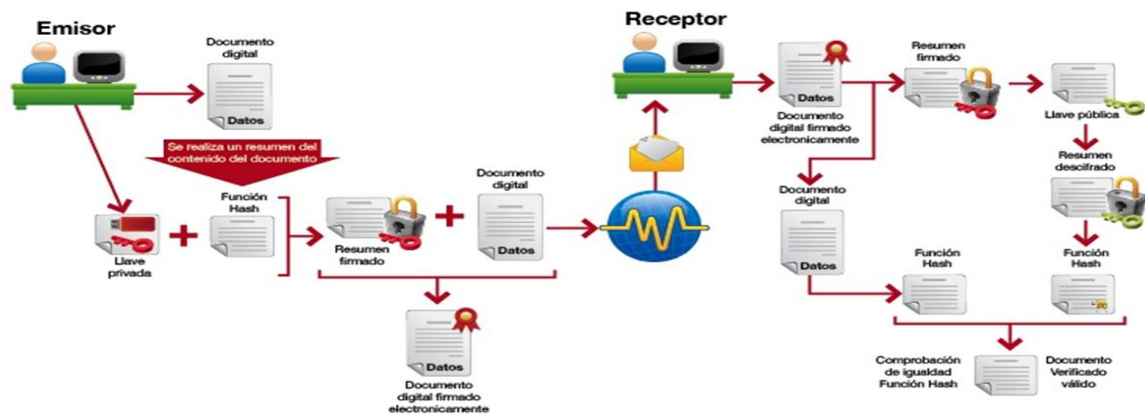 Emisor
Documento
digital
Datos
Se realiza un resumen del
contenido del documento
Llave
privada
Función
Hash
Resumen
firmado
Documento
digital
Datos
Datos
Documento
digital firmado
electronicamente
Receptor
Datos
Documento
digital firmado
electronicamente
Resumen
firmado
Llave pública
Resumen
descifrado
Documento
digital
Datos
Función
Hash
Función
Hash
Comprobación
de igualdad
Función Hash
Documento
Verificado
válido